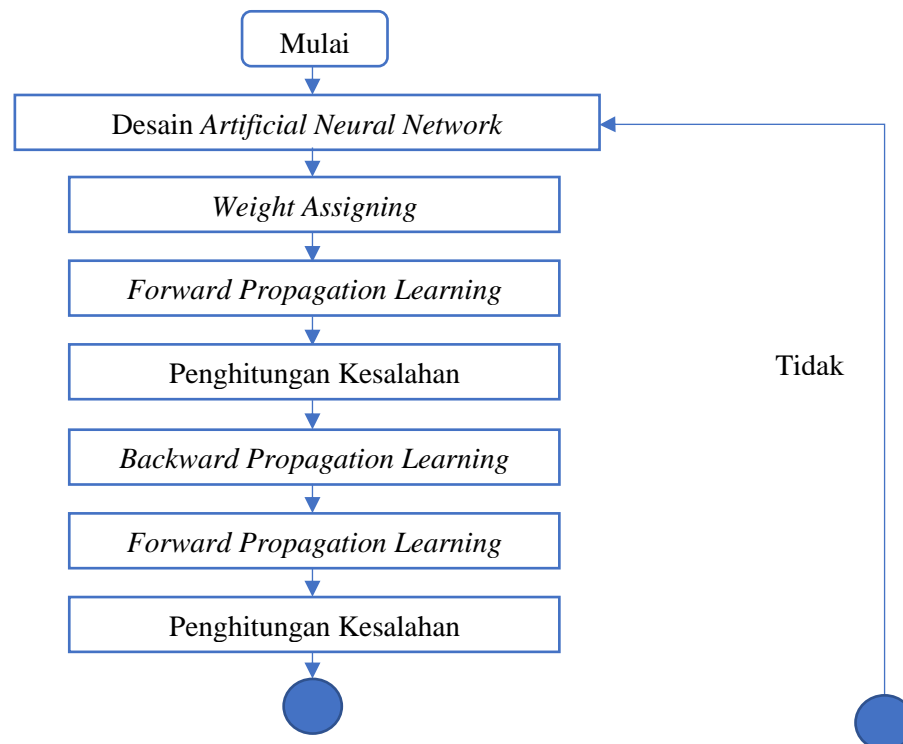 Mulai
Desain Artificial Neural Network
Weight Assigning
Forward Propagation Learning
Penghitungan Kesalahan
Tidak
Backward Propagation Learning
Forward Propagation Learning
Penghitungan Kesalahan